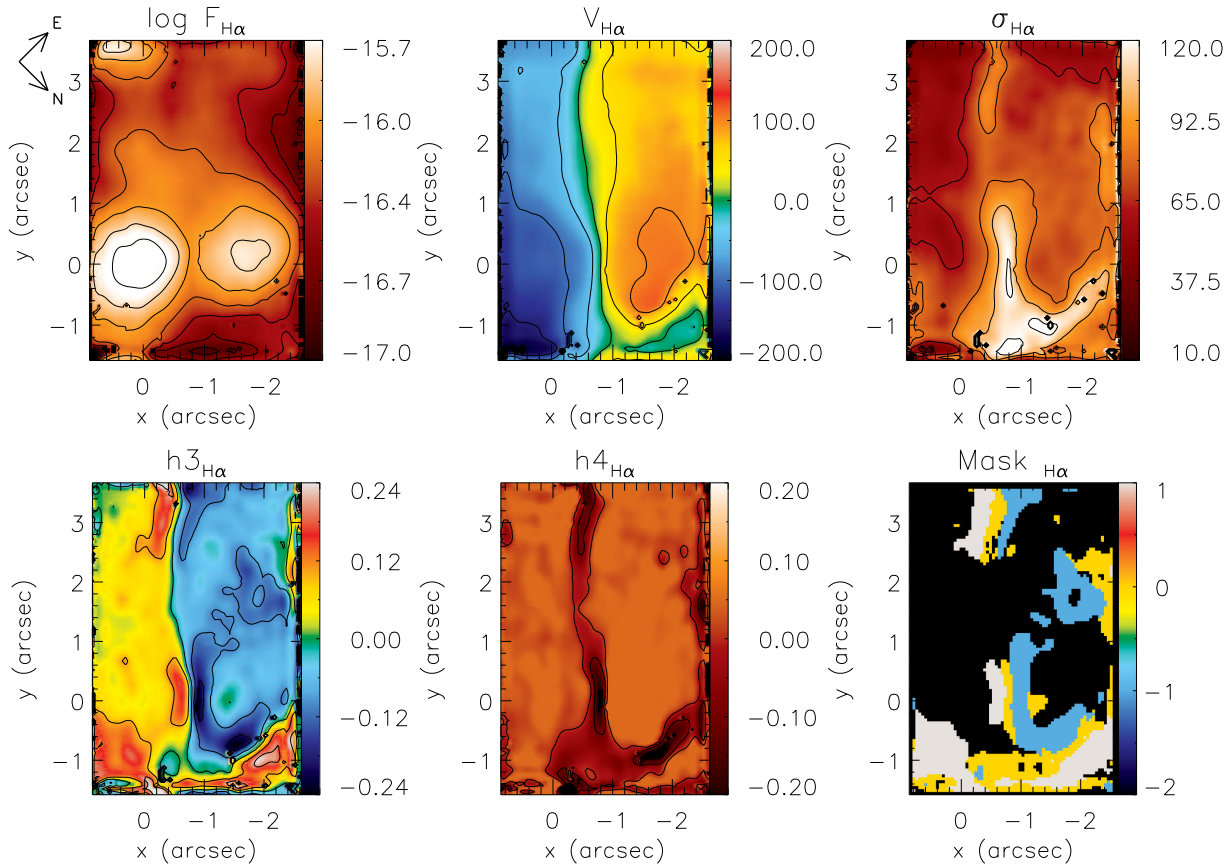 E
N
log F_Hα
V_Hα
σ_Hα
y (arcsec)
3
2
1
0
−1
0 −1 −2
x (arcsec)
−15.7
−16.0
−16.4
−16.7
−17.0
y (arcsec)
3
2
1
0
−1
0 −1 −2
x (arcsec)
200.0
100.0
0.0
−100.0
−200.0
y (arcsec)
3
2
1
0
−1
0 −1 −2
x (arcsec)
120.0
92.5
65.0
37.5
10.0
h3_Hα
h4_Hα
Mask Hα
y (arcsec)
3
2
1
0
−1
0 −1 −2
x (arcsec)
0.24
0.12
0.00
−0.12
−0.24
y (arcsec)
3
2
1
0
−1
0 −1 −2
x (arcsec)
0.20
0.10
0.00
−0.10
−0.20
y (arcsec)
3
2
1
0
−1
0 −1 −2
x (arcsec)
1
0
−1
−2